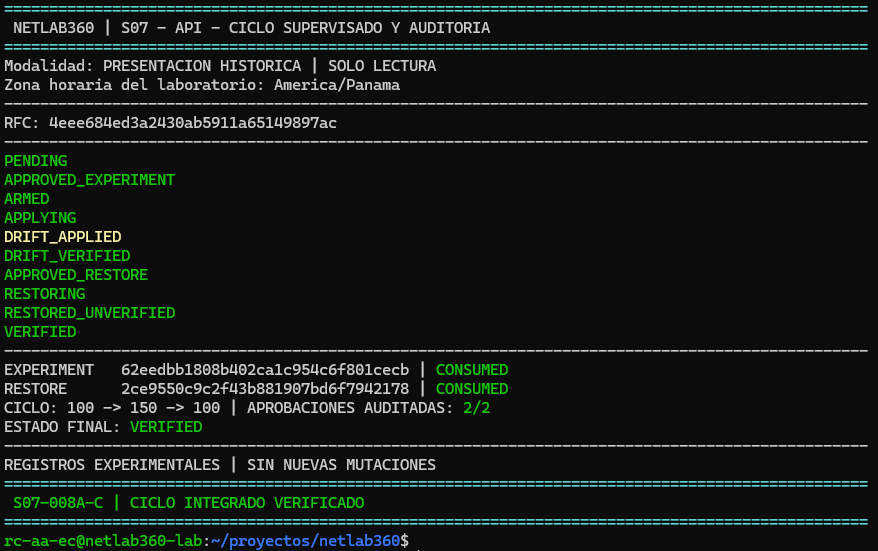 ================================================================================================
NETLAB360 | S07 - API - CICLO SUPERVISADO Y AUDITORIA
================================================================================================
Modalidad: PRESENTACION HISTORICA | SOLO LECTURA
Zona horaria del laboratorio: America/Panama
------------------------------------------------------------------------------------------------
RFC: 4eee684ed3a2430ab5911a65149897ac
------------------------------------------------------------------------------------------------
PENDING
APPROVED_EXPERIMENT
ARMED
APPLYING
DRIFT_APPLIED
DRIFT_VERIFIED
APPROVED_RESTORE
RESTORING
RESTORED_UNVERIFIED
VERIFIED
------------------------------------------------------------------------------------------------
EXPERIMENT   62eedbb1808b402ca1c954c6f801cecb | CONSUMED
RESTORE      2ce9550c9c2f43b881907bd6f7942178 | CONSUMED
CICLO: 100 -> 150 -> 100 | APROBACIONES AUDITADAS: 2/2
ESTADO FINAL: VERIFIED
------------------------------------------------------------------------------------------------
REGISTROS EXPERIMENTALES | SIN NUEVAS MUTACIONES
================================================================================================
S07-008A-C | CICLO INTEGRADO VERIFICADO
================================================================================================
rc-aa-ec@netlab360-lab:~/proyectos/netlab360$